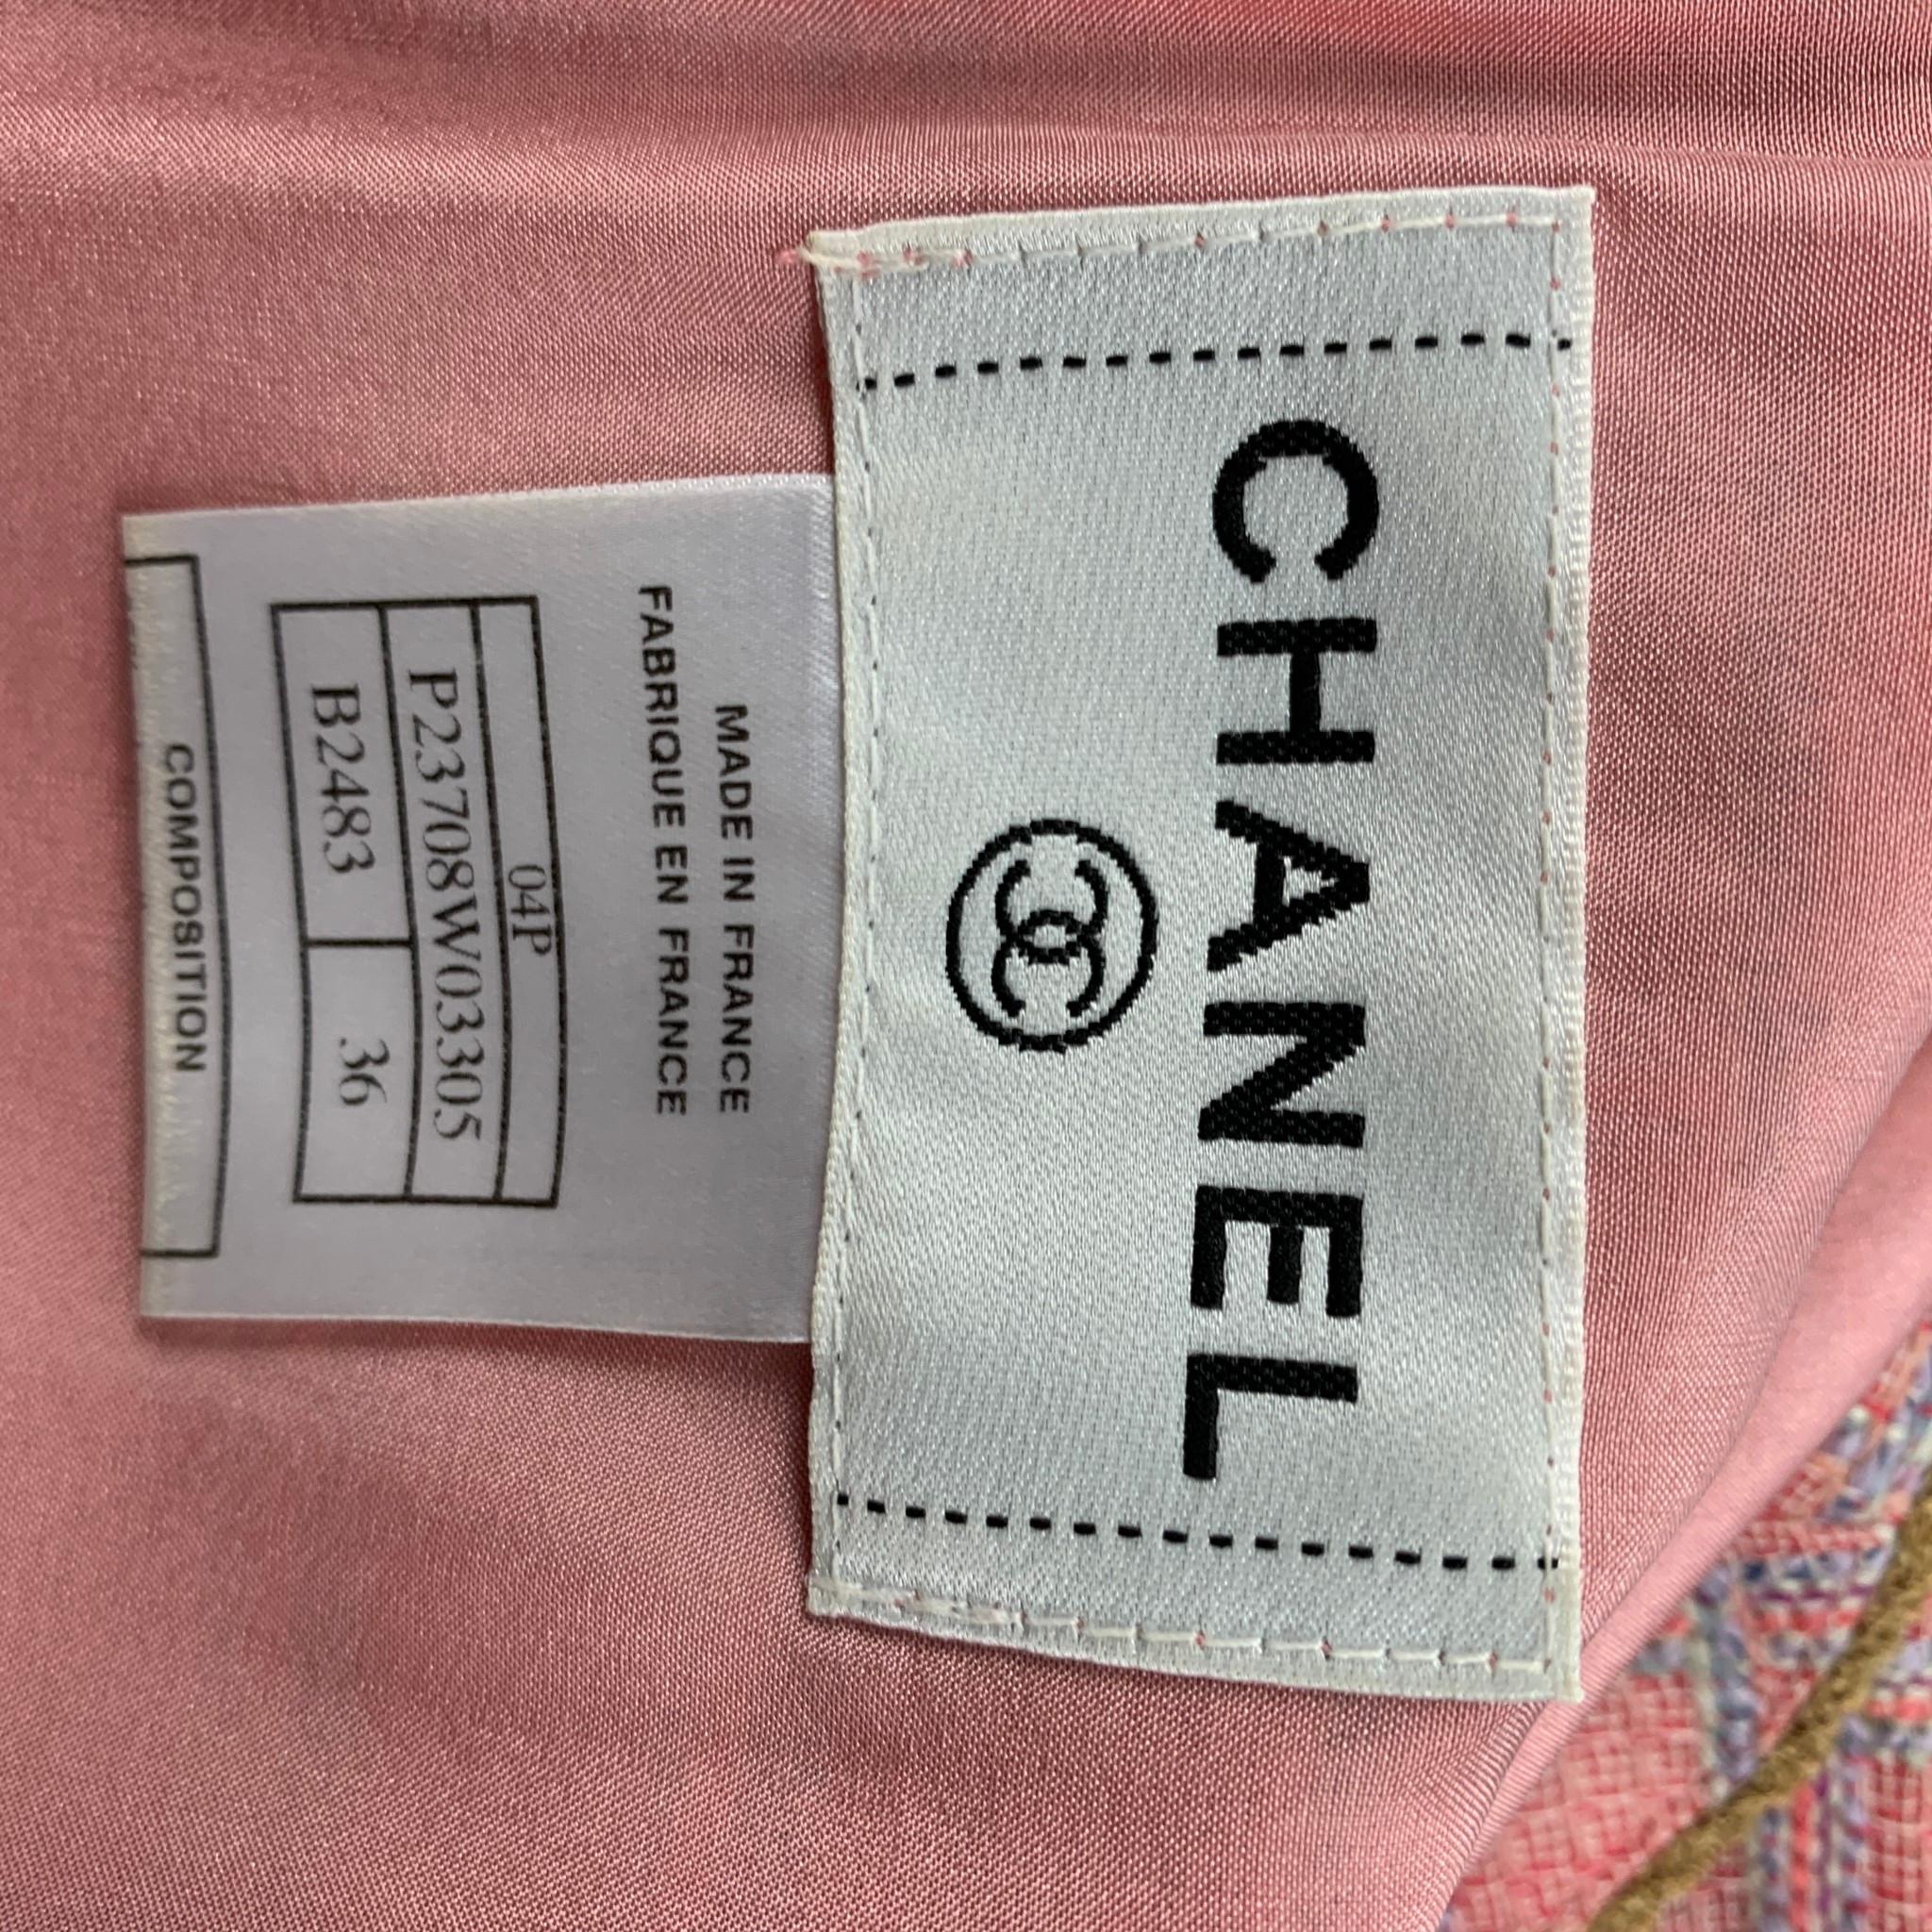 CHANEL
MADE IN FRANCE
FABRIQUE EN FRANCE
04P
P23708W03305
B2483 36
COMPOSITION